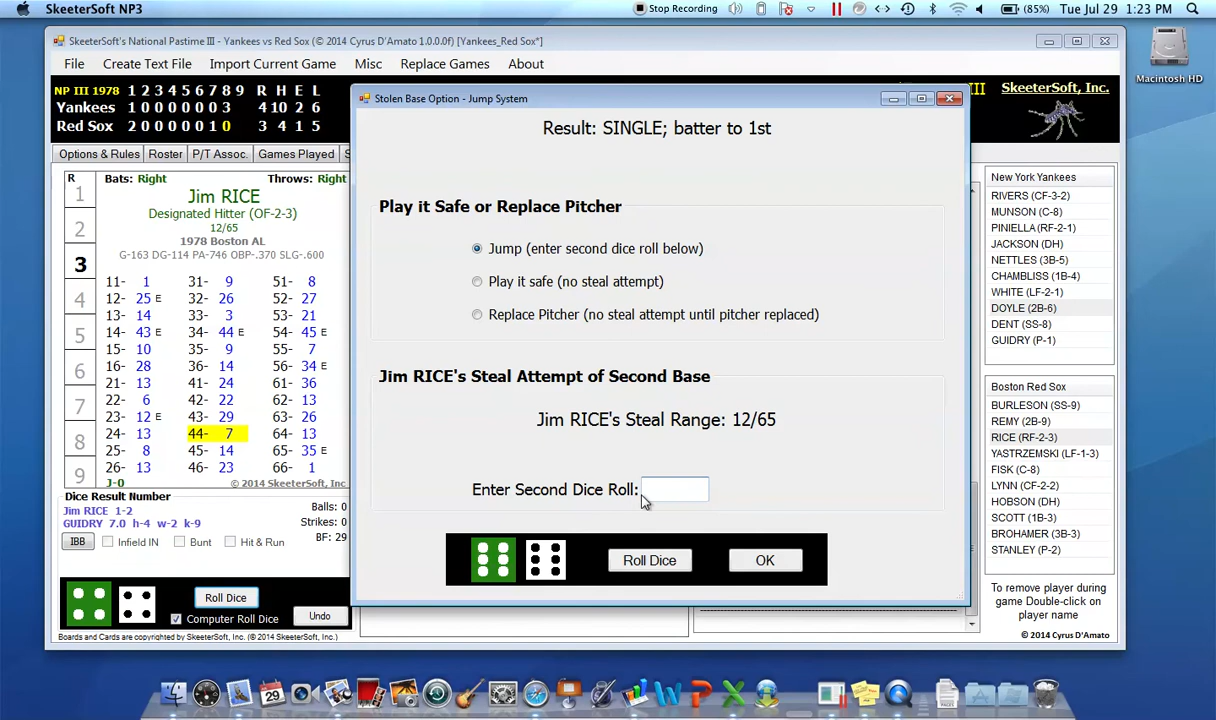 SkeeterSoft NP3
Stop Recording
(85%) Tue Jul 29 1:23 PM
SkeeterSoft's National Pastime III - Yankees vs Red Sox (© 2014 Cyrus D'Amato 1.0.0.0f) [Yankees_Red Sox*]
File Create Text File Import Current Game Misc Replace Games About
NP III 1978 1 2 3 4 5 6 7 8 9 R H E L
Yankees 1 0 0 0 0 0 0 3 4 10 2 6
Red Sox 2 0 0 0 0 0 1 0 3 4 1 5
III SkeeterSoft, Inc.
Macintosh HD
Options & Rules Roster P/T Assoc. Games Played S
R
1
2
3
4
5
6
7
8
9
Bats: Right Throws: Right
Jim RICE
Designated Hitter (OF-2-3)
12/65
1978 Boston AL
G-163 DG-114 PA-746 OBP-.370 SLG-.600
11- 1 31- 9 51- 8
12- 25 E 32- 26 52- 27
13- 14 33- 3 53- 21
14- 43 E 34- 44 E 54- 45 E
15- 10 35- 9 55- 7
16- 28 36- 14 56- 34 E
21- 13 41- 24 61- 36
22- 6 42- 22 62- 13
23- 12 E 43- 29 63- 26
24- 13 44- 7 64- 13
25- 8 45- 14 65- 35 E
26- 13 46- 23 66- 1
J-0 © 2014 SkeeterSoft, Inc.
Dice Result Number
Jim RICE 1-2
GUIDRY 7.0 h-4 w-2 k-9
Balls: 0
Strikes: 0
BF: 29
IBB Infield IN Bunt Hit & Run
Roll Dice
Computer Roll Dice Undo
Boards and Cards are copyrighted by SkeeterSoft, Inc. (© 2014 SkeeterSoft, Inc.)
Stolen Base Option - Jump System
Result: SINGLE; batter to 1st
Play it Safe or Replace Pitcher
Jump (enter second dice roll below)
Play it safe (no steal attempt)
Replace Pitcher (no steal attempt until pitcher replaced)
Jim RICE's Steal Attempt of Second Base
Jim RICE's Steal Range: 12/65
Enter Second Dice Roll:
Roll Dice OK
New York Yankees
RIVERS (CF-3-2)
MUNSON (C-8)
PINIELLA (RF-2-1)
JACKSON (DH)
NETTLES (3B-5)
CHAMBLISS (1B-4)
WHITE (LF-2-1)
DOYLE (2B-6)
DENT (SS-8)
GUIDRY (P-1)
Boston Red Sox
BURLESON (SS-9)
REMY (2B-9)
RICE (RF-2-3)
YASTRZEMSKI (LF-1-3)
FISK (C-8)
LYNN (CF-2-2)
HOBSON (DH)
SCOTT (1B-3)
BROHAMER (3B-3)
STANLEY (P-2)
To remove player during
game Double-click on
player name
© 2014 Cyrus D'Amato